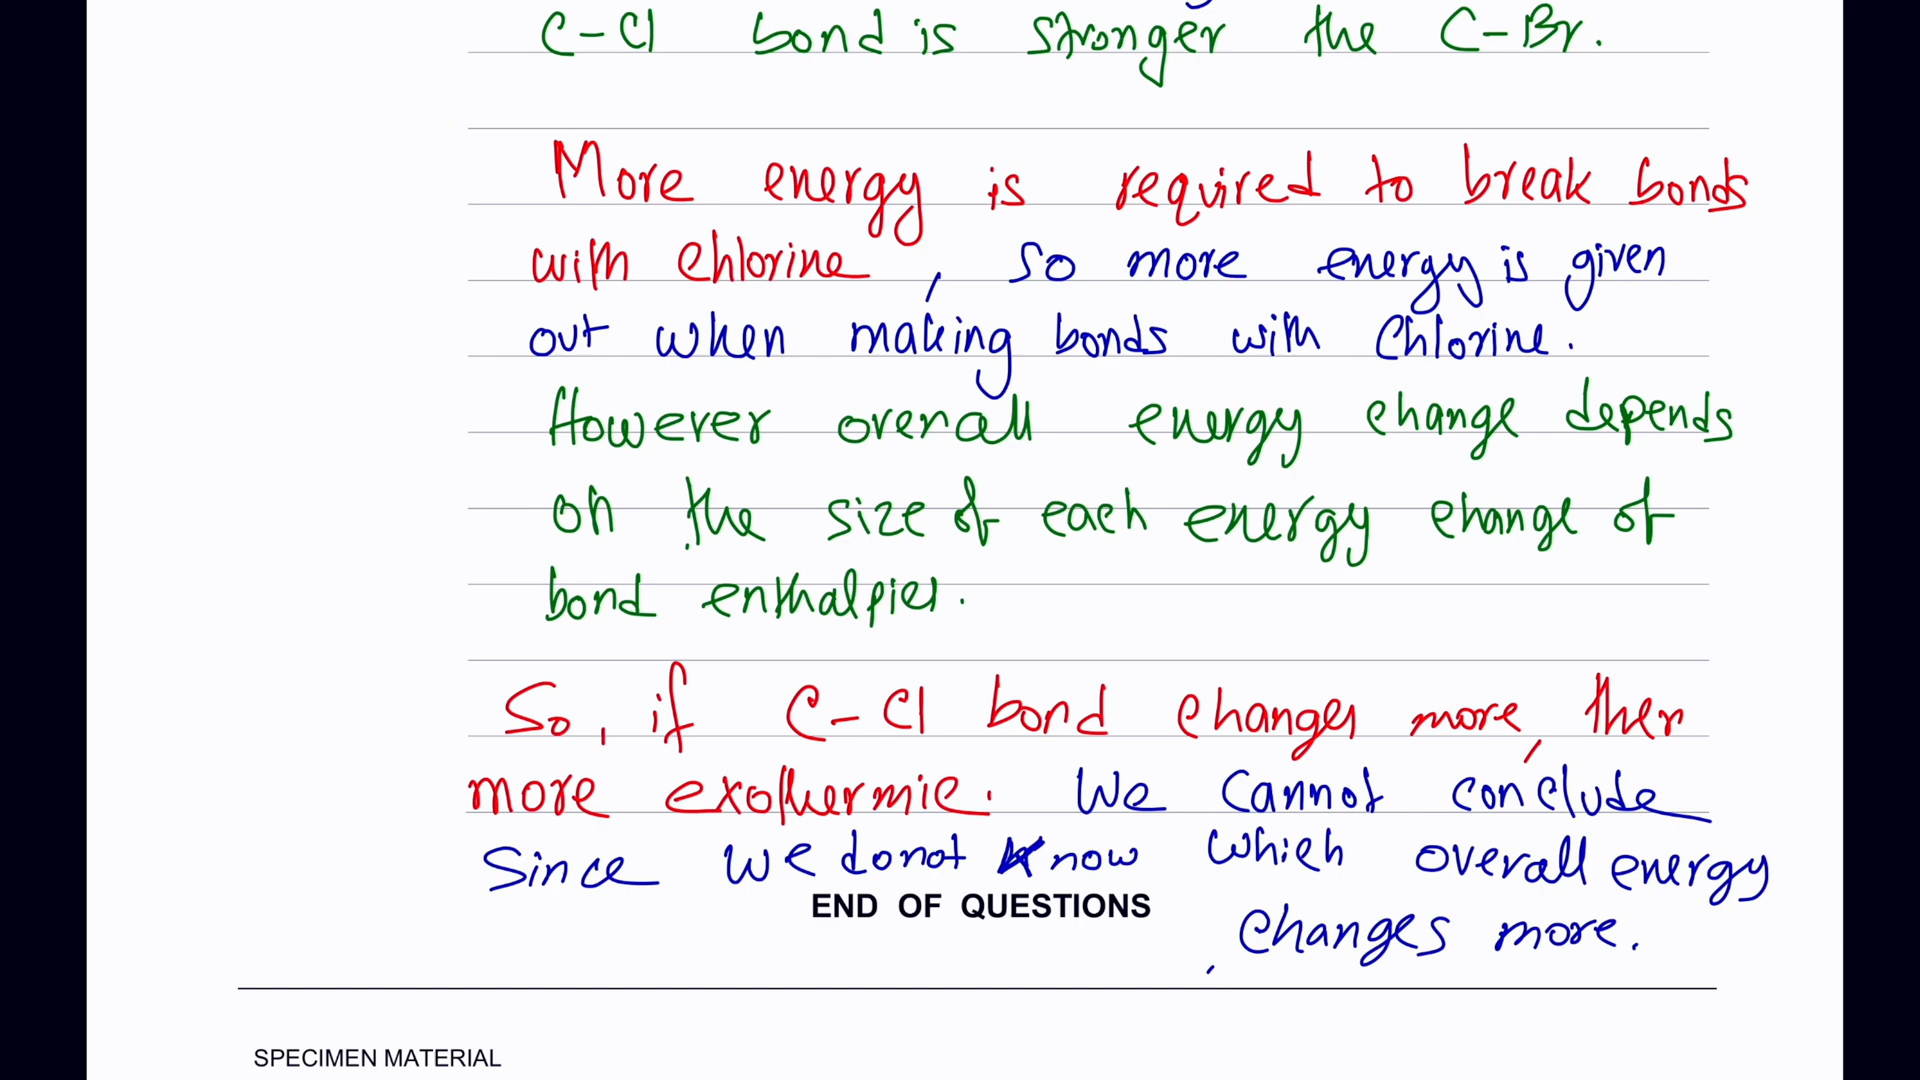 C-Cl bond is stronger the C-Br.
More energy is required to break bonds
with Chlorine, so more energy is given
out when making bonds with Chlorine.
However overall energy change depends
on the size of each energy change of
bond enthalpies.
So, if C-Cl bond changes more, then
more exothermic. We cannot conclude
Since we do not know which overall energy
END OF QUESTIONS
changes more.
SPECIMEN MATERIAL